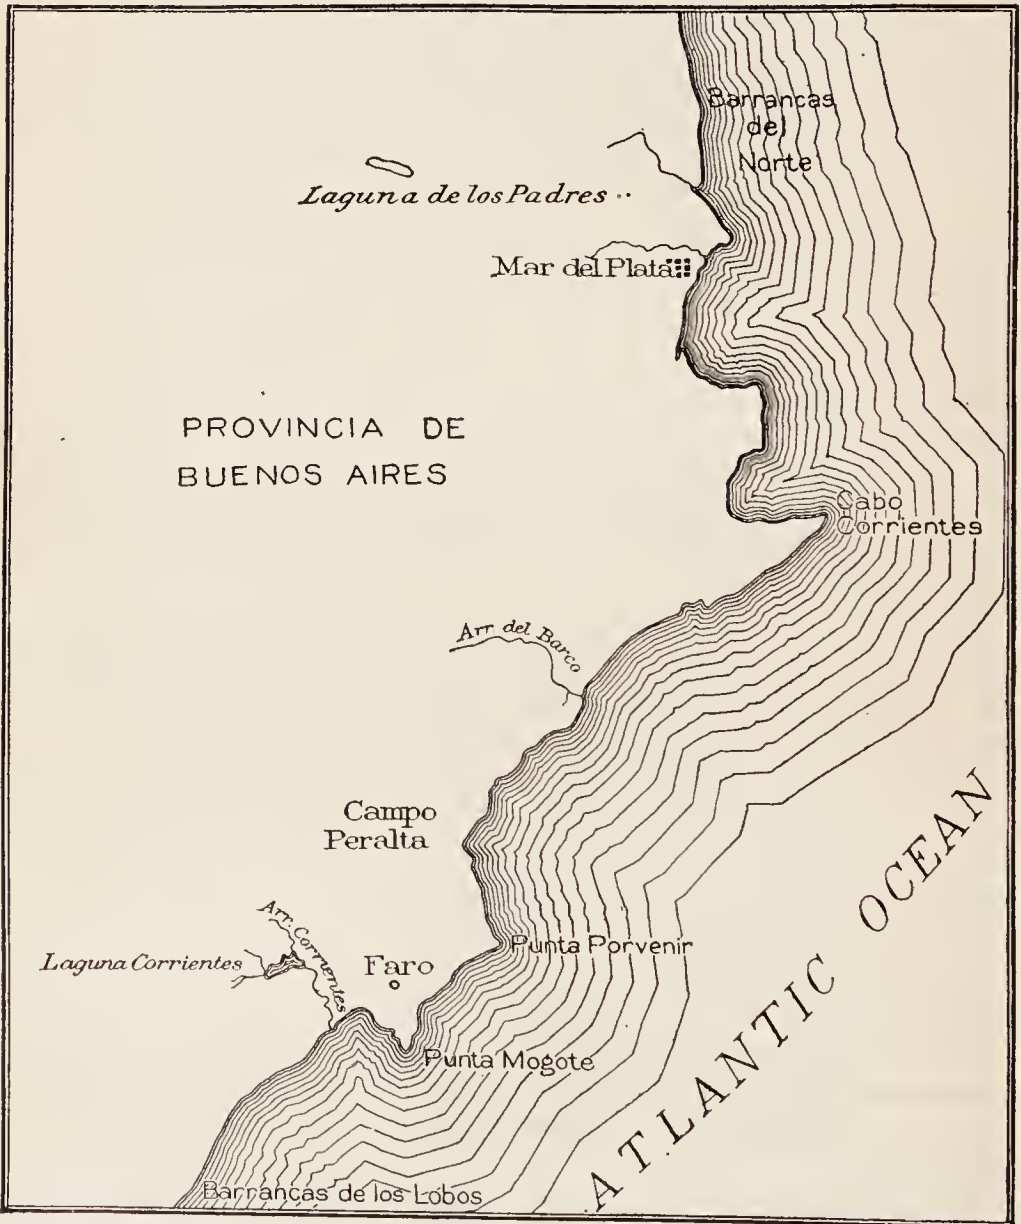 Barrancas
del
Norte
Laguna de los Padres
Mar del Plata
PROVINCIA DE
BUENOS AIRES
Cabo
Corrientes
Arr. del Barco
Campo
Peralta
ATLANTIC OCEAN
Arr. Corrientes
Punta Porvenir
Laguna Corrientes
Faro
Punta Mogote
Barrancas de los Lobos